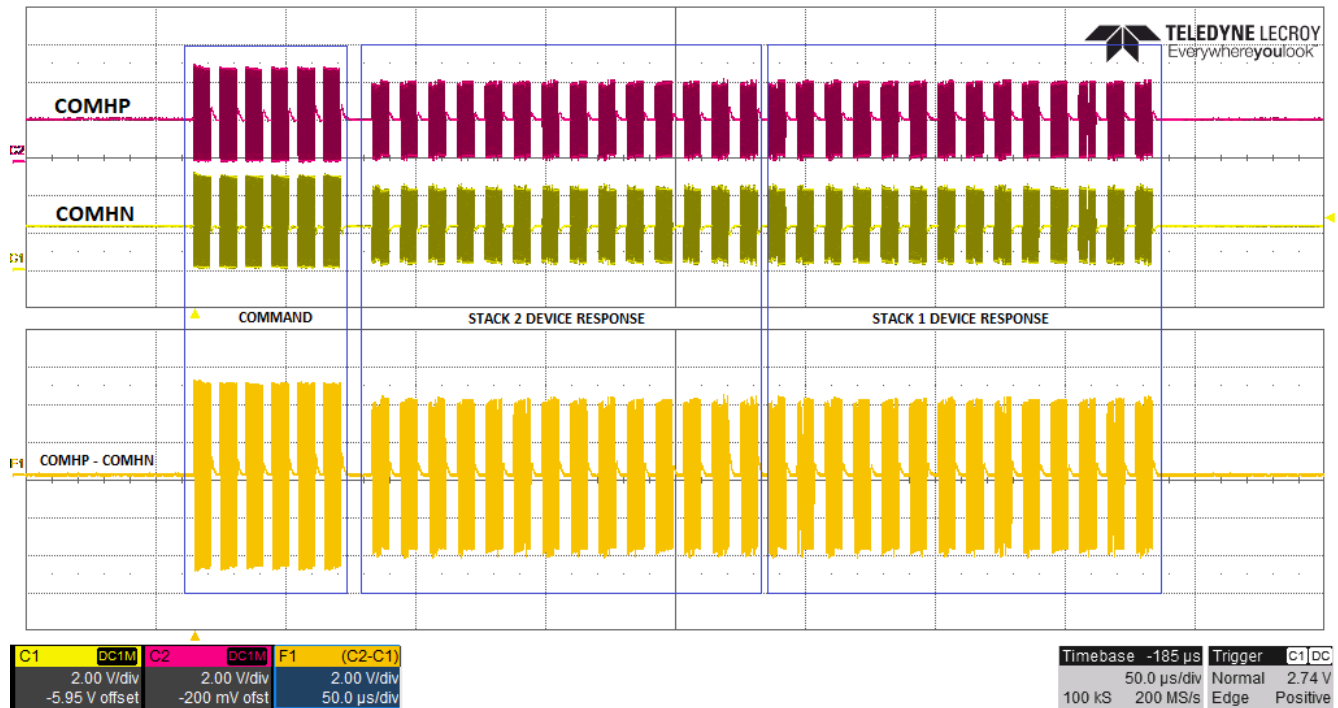 TELEDYNE LECROY
Everywhereyoulook™
COMHP
C2
COMHN
C1
COMMAND
STACK 2 DEVICE RESPONSE
STACK 1 DEVICE RESPONSE
F1
COMHP - COMHN
C1 DC1M C2 DC1M F1 (C2-C1)
2.00 V/div 2.00 V/div 2.00 V/div
-5.95 V offset -200 mV ofst 50.0 µs/div
Timebase -185 µs Trigger C1 DC
50.0 µs/div Normal 2.74 V
100 kS 200 MS/s Edge Positive